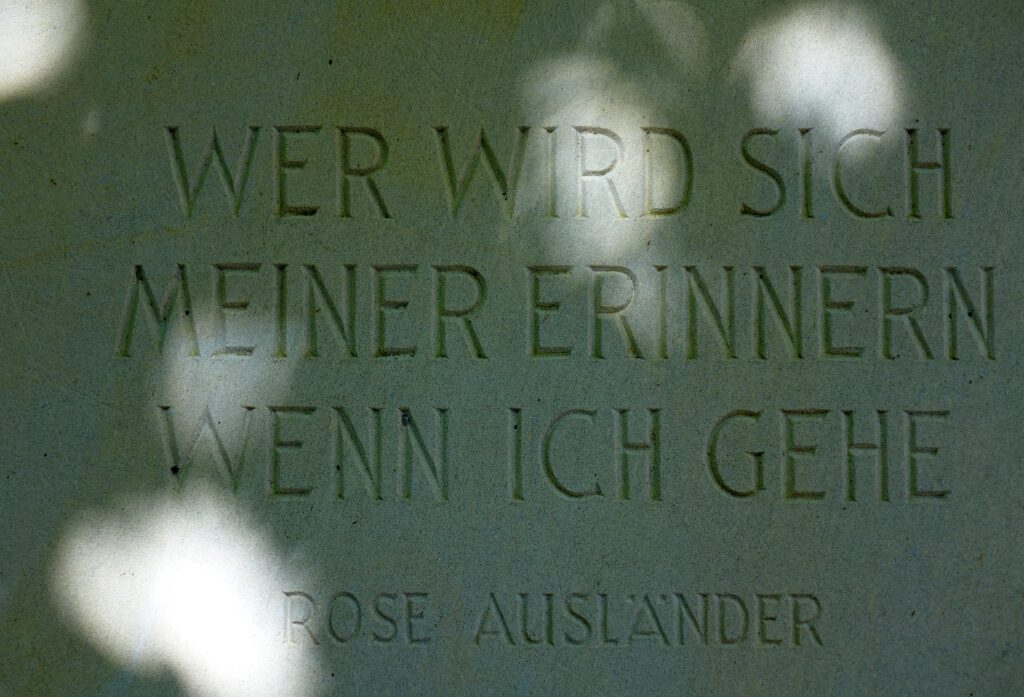 WER WIRD SICH
MEINER ERINNERN
WENN ICH GEHE
ROSE AUSLÄNDER